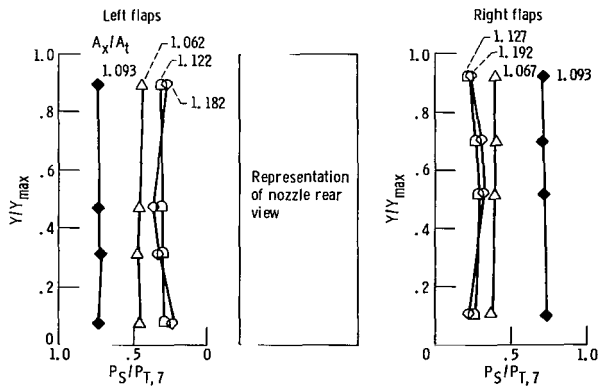 Left flaps
A_x/A_t
1.093
1.062
1.122
1.182
1.0
.8
.6
.4
.2
0
Y/Y_max
1.0
.5
0
P_S/P_T,7
Representation
of nozzle rear
view
Right flaps
1.127
1.192
1.067
1.093
1.0
.8
.6
.4
.2
0
Y/Y_max
0
.5
1.0
P_S/P_T,7